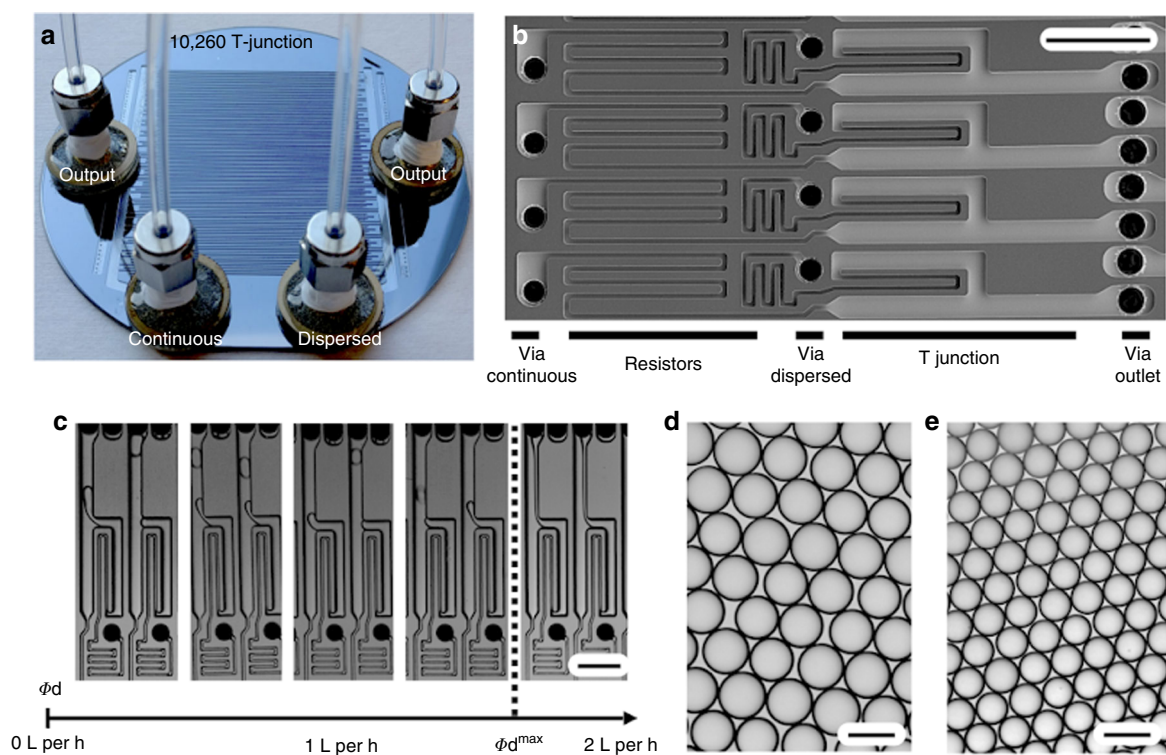 a
10,260 T-junction
Output
Output
Continuous
Dispersed
b
Via
continuous
Resistors
Via
dispersed
T junction
Via
outlet
c
Φd
0 L per h
1 L per h
Φd^max
2 L per h
d
e